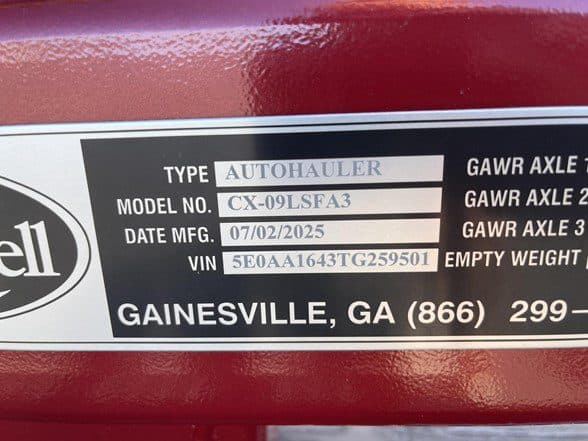 ell
TYPE AUTOHAULER GAWR AXLE 1
MODEL NO. CX-09LSFA3 GAWR AXLE 2
DATE MFG. 07/02/2025 GAWR AXLE 3
VIN 5E0AA1643TG259501 EMPTY WEIGHT
GAINESVILLE, GA (866) 299-